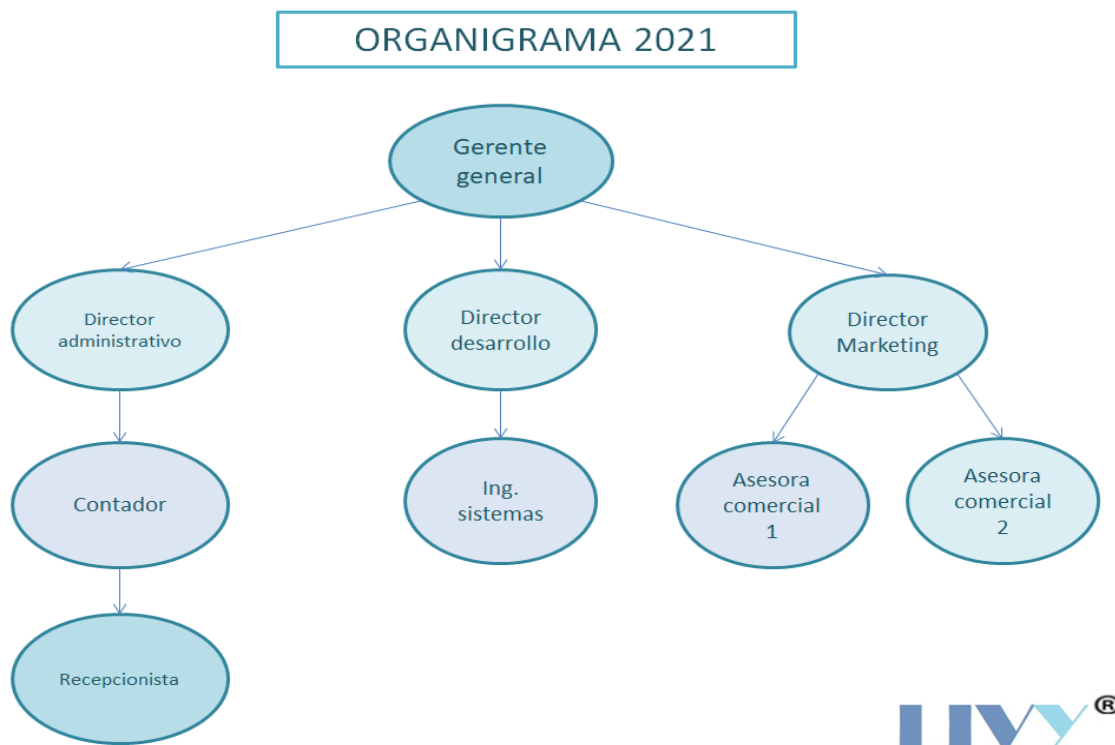 ORGANIGRAMA 2021
Gerente
general
Director
administrativo
Director
desarrollo
Director
Marketing
Contador
Ing.
sistemas
Asesora
comercial
1
Asesora
comercial
2
Recepcionista
®